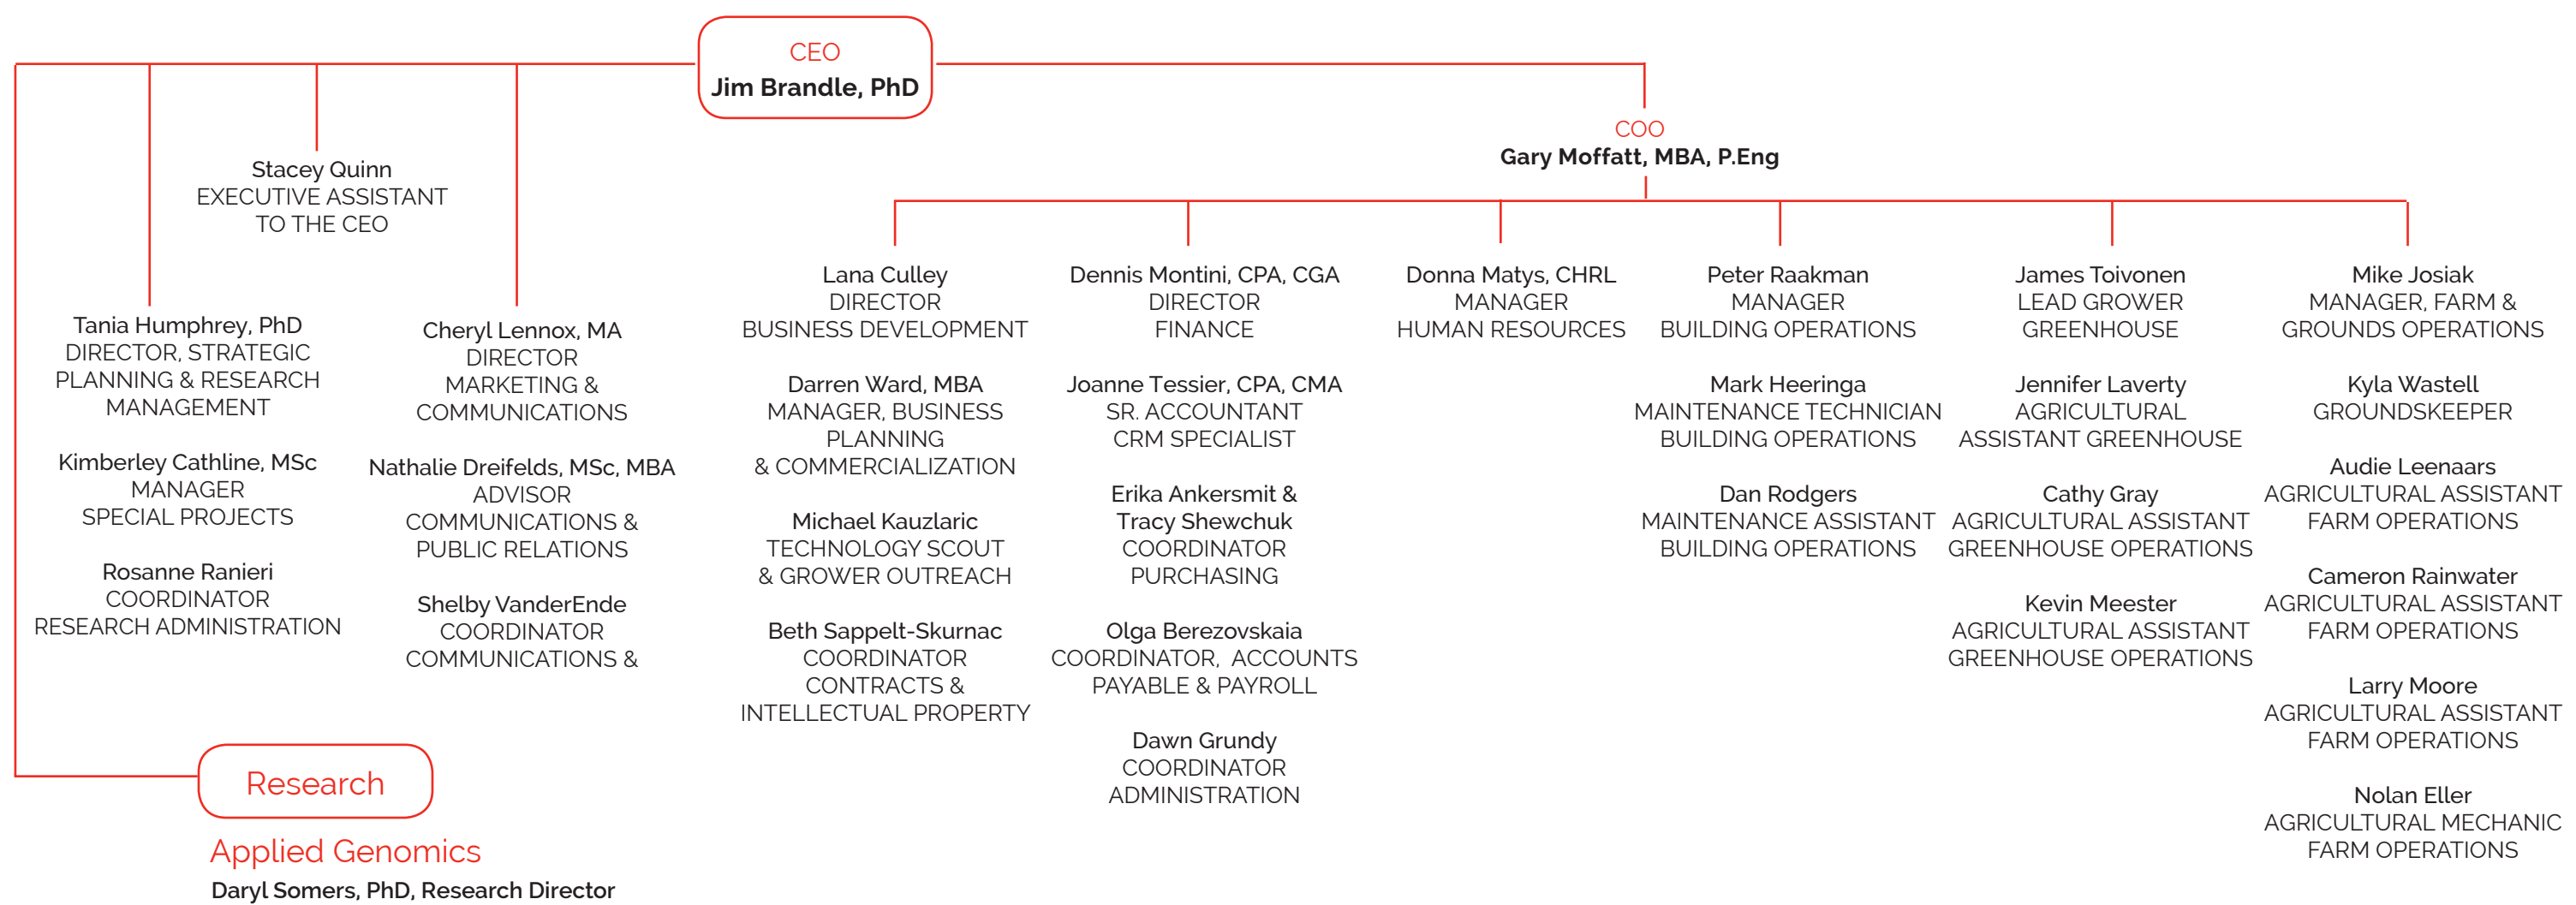 CEO
Jim Brandle, PhD
COO
Gary Moffatt, MBA, P.Eng
Stacey Quinn
EXECUTIVE ASSISTANT
TO THE CEO
Tania Humphrey, PhD
DIRECTOR, STRATEGIC
PLANNING & RESEARCH
MANAGEMENT
Kimberley Cathline, MSc
MANAGER
SPECIAL PROJECTS
Rosanne Ranieri
COORDINATOR
RESEARCH ADMINISTRATION
Cheryl Lennox, MA
DIRECTOR
MARKETING &
COMMUNICATIONS
Nathalie Dreifelds, MSc, MBA
ADVISOR
COMMUNICATIONS &
PUBLIC RELATIONS
Shelby VanderEnde
COORDINATOR
COMMUNICATIONS &
Lana Culley
DIRECTOR
BUSINESS DEVELOPMENT
Darren Ward, MBA
MANAGER, BUSINESS
PLANNING
& COMMERCIALIZATION
Michael Kauzlaric
TECHNOLOGY SCOUT
& GROWER OUTREACH
Beth Sappelt-Skurnac
COORDINATOR
CONTRACTS &
INTELLECTUAL PROPERTY
Dennis Montini, CPA, CGA
DIRECTOR
FINANCE
Joanne Tessier, CPA, CMA
SR. ACCOUNTANT
CRM SPECIALIST
Erika Ankersmit &
Tracy Shewchuk
COORDINATOR
PURCHASING
Olga Berezovskaia
COORDINATOR, ACCOUNTS
PAYABLE & PAYROLL
Dawn Grundy
COORDINATOR
ADMINISTRATION
Donna Matys, CHRL
MANAGER
HUMAN RESOURCES
Peter Raakman
MANAGER
BUILDING OPERATIONS
Mark Heeringa
MAINTENANCE TECHNICIAN
BUILDING OPERATIONS
Dan Rodgers
MAINTENANCE ASSISTANT
BUILDING OPERATIONS
James Toivonen
LEAD GROWER
GREENHOUSE
Jennifer Laverty
AGRICULTURAL
ASSISTANT GREENHOUSE
Cathy Gray
AGRICULTURAL ASSISTANT
GREENHOUSE OPERATIONS
Kevin Meester
AGRICULTURAL ASSISTANT
GREENHOUSE OPERATIONS
Mike Josiak
MANAGER, FARM &
GROUNDS OPERATIONS
Kyla Wastell
GROUNDSKEEPER
Audie Leenaars
AGRICULTURAL ASSISTANT
FARM OPERATIONS
Cameron Rainwater
AGRICULTURAL ASSISTANT
FARM OPERATIONS
Larry Moore
AGRICULTURAL ASSISTANT
FARM OPERATIONS
Nolan Eller
AGRICULTURAL MECHANIC
FARM OPERATIONS
Research
Applied Genomics
Daryl Somers, PhD, Research Director